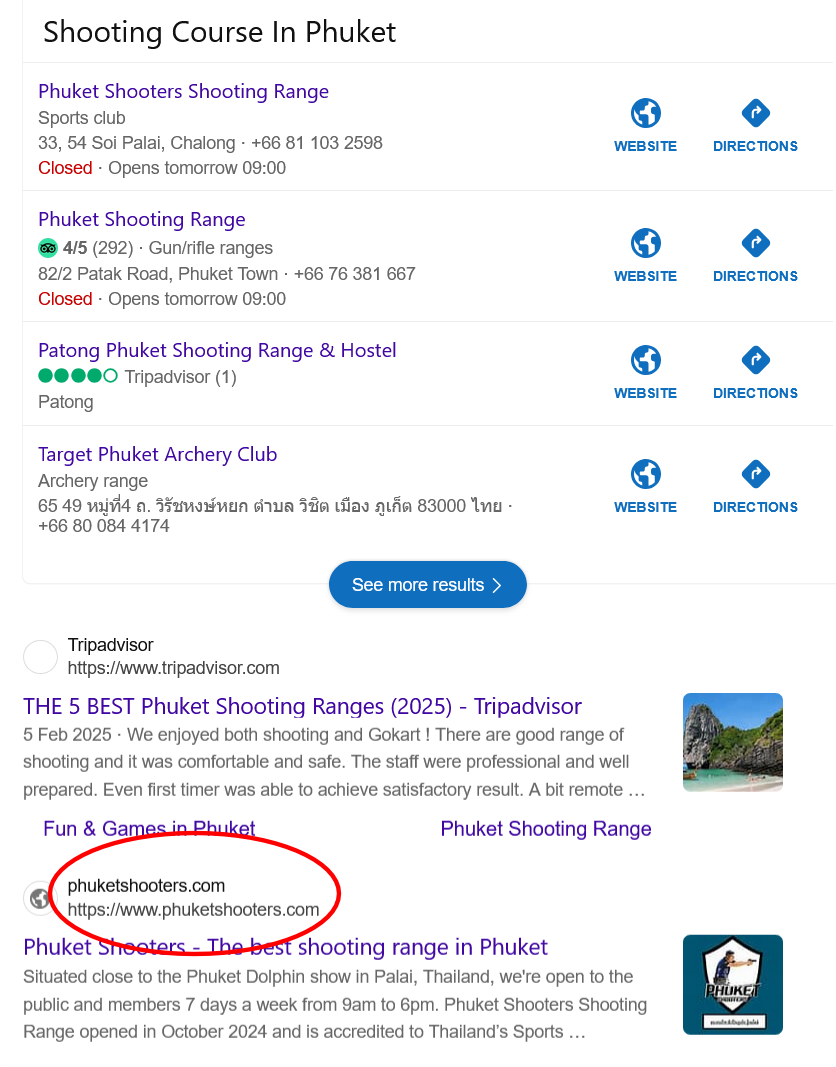 Shooting Course In Phuket
Phuket Shooters Shooting Range
Sports club
33, 54 Soi Palai, Chalong · +66 81 103 2598
Closed · Opens tomorrow 09:00
WEBSITE
DIRECTIONS
Phuket Shooting Range
4/5 (292) · Gun/rifle ranges
82/2 Patak Road, Phuket Town · +66 76 381 667
Closed · Opens tomorrow 09:00
WEBSITE
DIRECTIONS
Patong Phuket Shooting Range & Hostel
Tripadvisor (1)
Patong
WEBSITE
DIRECTIONS
Target Phuket Archery Club
Archery range
65 49 หมู่ที่4 ถ. วิรัชหงษ์หยก ตำบล วิชิต เมือง ภูเก็ต 83000 ไทย ·
+66 80 084 4174
WEBSITE
DIRECTIONS
See more results
Tripadvisor
https://www.tripadvisor.com
THE 5 BEST Phuket Shooting Ranges (2025) - Tripadvisor
5 Feb 2025 · We enjoyed both shooting and Gokart ! There are good range of
shooting and it was comfortable and safe. The staff were professional and well
prepared. Even first timer was able to achieve satisfactory result. A bit remote …
Fun & Games in Phuket
Phuket Shooting Range
phuketshooters.com
https://www.phuketshooters.com
Phuket Shooters - The best shooting range in Phuket
Situated close to the Phuket Dolphin show in Palai, Thailand, we're open to the
public and members 7 days a week from 9am to 6pm. Phuket Shooters Shooting
Range opened in October 2024 and is accredited to Thailand's Sports …
PHUKET
SHOOTERS